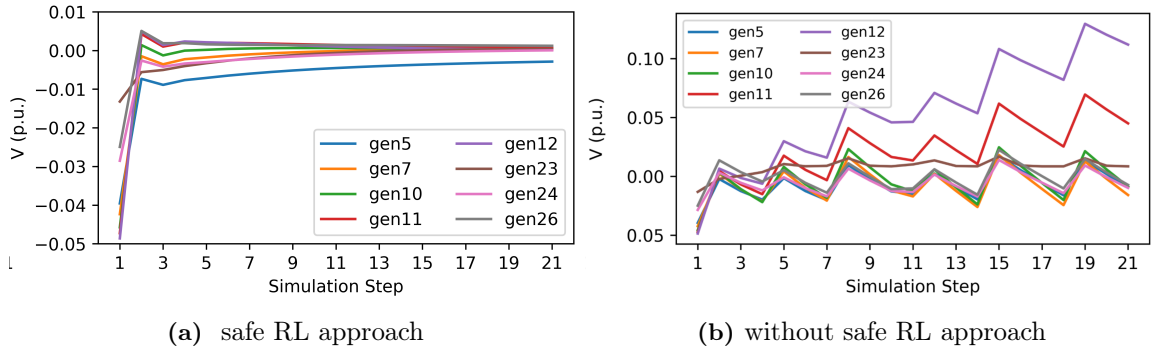 0.01
0.00
−0.01
−0.02
−0.03
−0.04
−0.05
V (p.u.)
gen5
gen7
gen10
gen11
gen12
gen23
gen24
gen26
1 3 5 7 9 11 13 15 17 19 21
Simulation Step
(a) safe RL approach
0.10
0.05
0.00
0.05
V (p.u.)
gen5
gen7
gen10
gen11
gen12
gen23
gen24
gen26
1 3 5 7 9 11 13 15 17 19 21
Simulation Step
(b) without safe RL approach